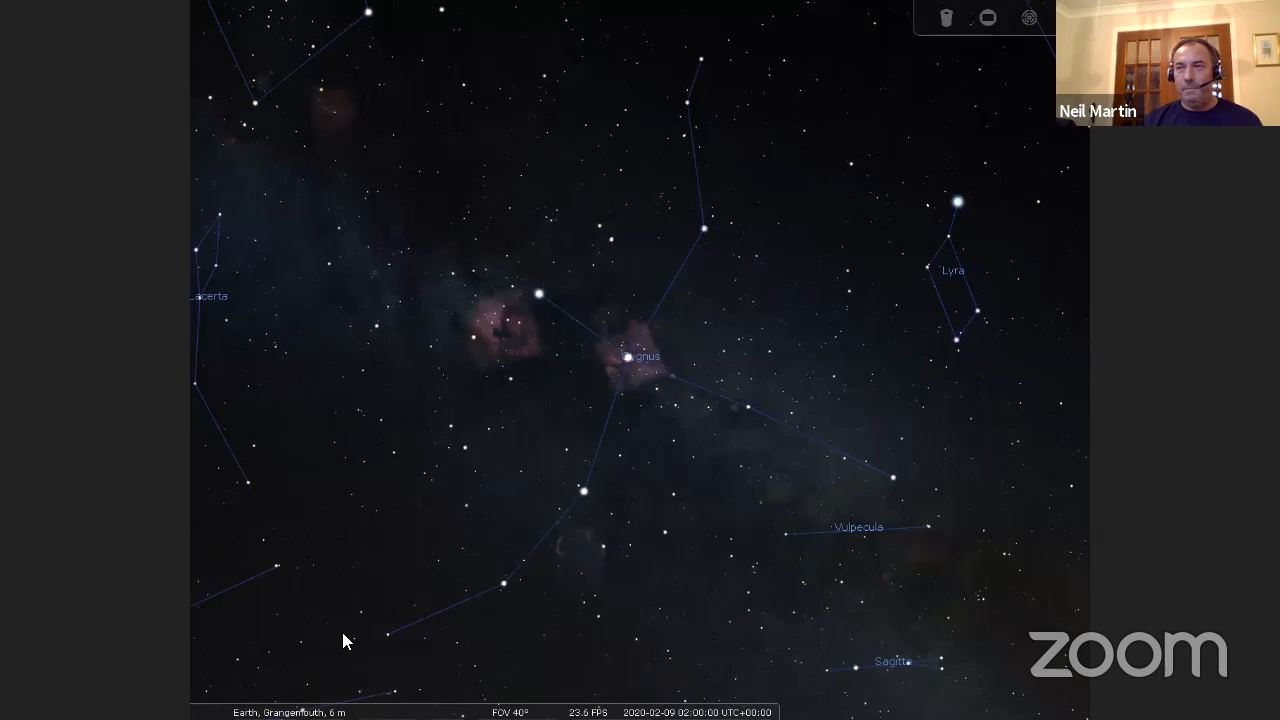 Neil Martin
Lyra
Lacerta
Cygnus
Vulpecula
Sagitta
zoom
Earth, Grangemouth, 6 m FOV 40° 23.6 FPS 2020-02-09 02:00:00 UTC+00:00